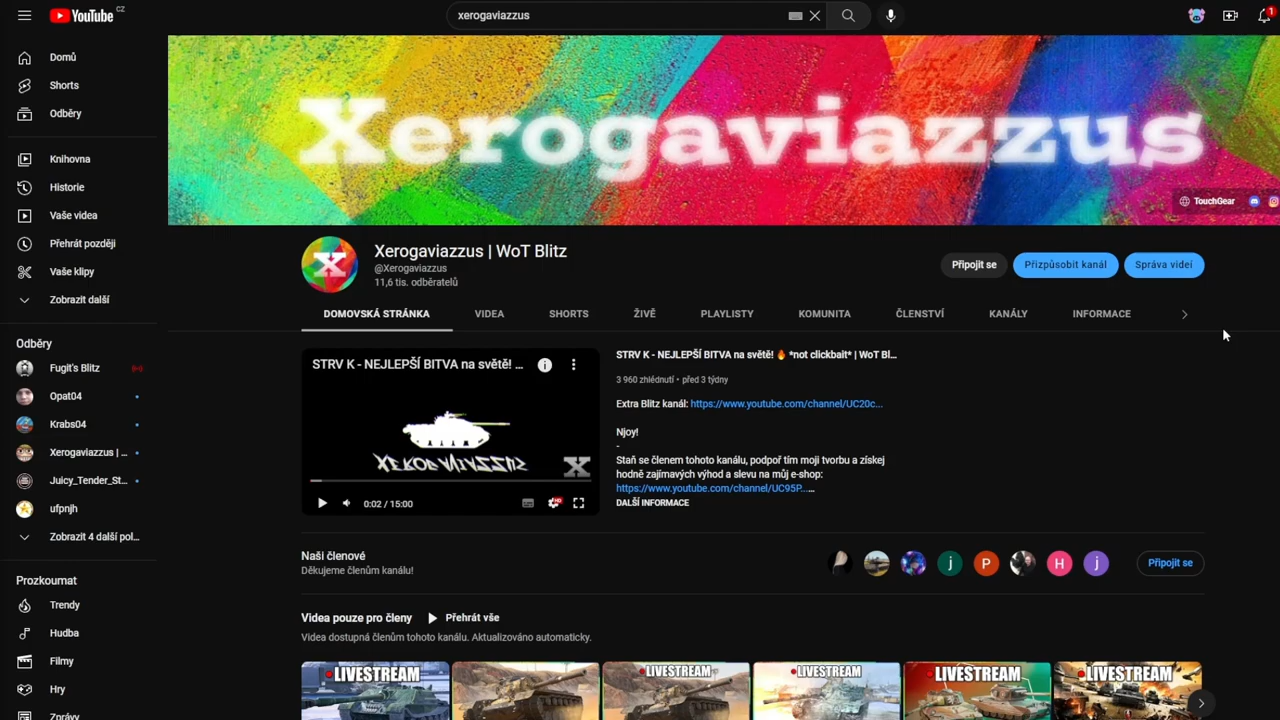 YouTube CZ
xerogaviazzus
1
Domů
Shorts
Odběry
Knihovna
Historie
Vaše videa
Přehrát později
Vaše klipy
Zobrazit další
Odběry
Fugit's Blitz
Opat04
Krabs04
Xerogaviazzus | ...
Juicy_Tender_St...
ufpnjh
Zobrazit 4 další pol...
Prozkoumat
Trendy
Hudba
Filmy
Hry
Zprávy
Xerogaviazzus
TouchGear
X
Xerogaviazzus | WoT Blitz
@Xerogaviazzus
11,6 tis. odběratelů
Připojit se
Přizpůsobit kanál
Správa videí
DOMOVSKÁ STRÁNKA
VIDEA
SHORTS
ŽIVĚ
PLAYLISTY
KOMUNITA
ČLENSTVÍ
KANÁLY
INFORMACE
STRV K - NEJLEPŠÍ BITVA na světě! ...
XEROGAVIAZZUS
X
0:02 / 15:00
HD
STRV K - NEJLEPŠÍ BITVA na světě! 🔥 *not clickbait* | WoT Bl...
3 960 zhlédnutí • před 3 týdny
Extra Blitz kanál: https://www.youtube.com/channel/UC20c...
Njoy!
-
Staň se členem tohoto kanálu, podpoř tím moji tvorbu a získej
hodně zajímavých výhod a slevu na můj e-shop:
https://www.youtube.com/channel/UC95P...
...
DALŠÍ INFORMACE
Naši členové
Děkujeme členům kanálu!
j
P
H
j
Připojit se
Videa pouze pro členy
Přehrát vše
Videa dostupná členům tohoto kanálu. Aktualizováno automaticky.
LIVESTREAM
LIVESTREAM
LIVESTREAM
LIVESTREAM
LIVESTREAM